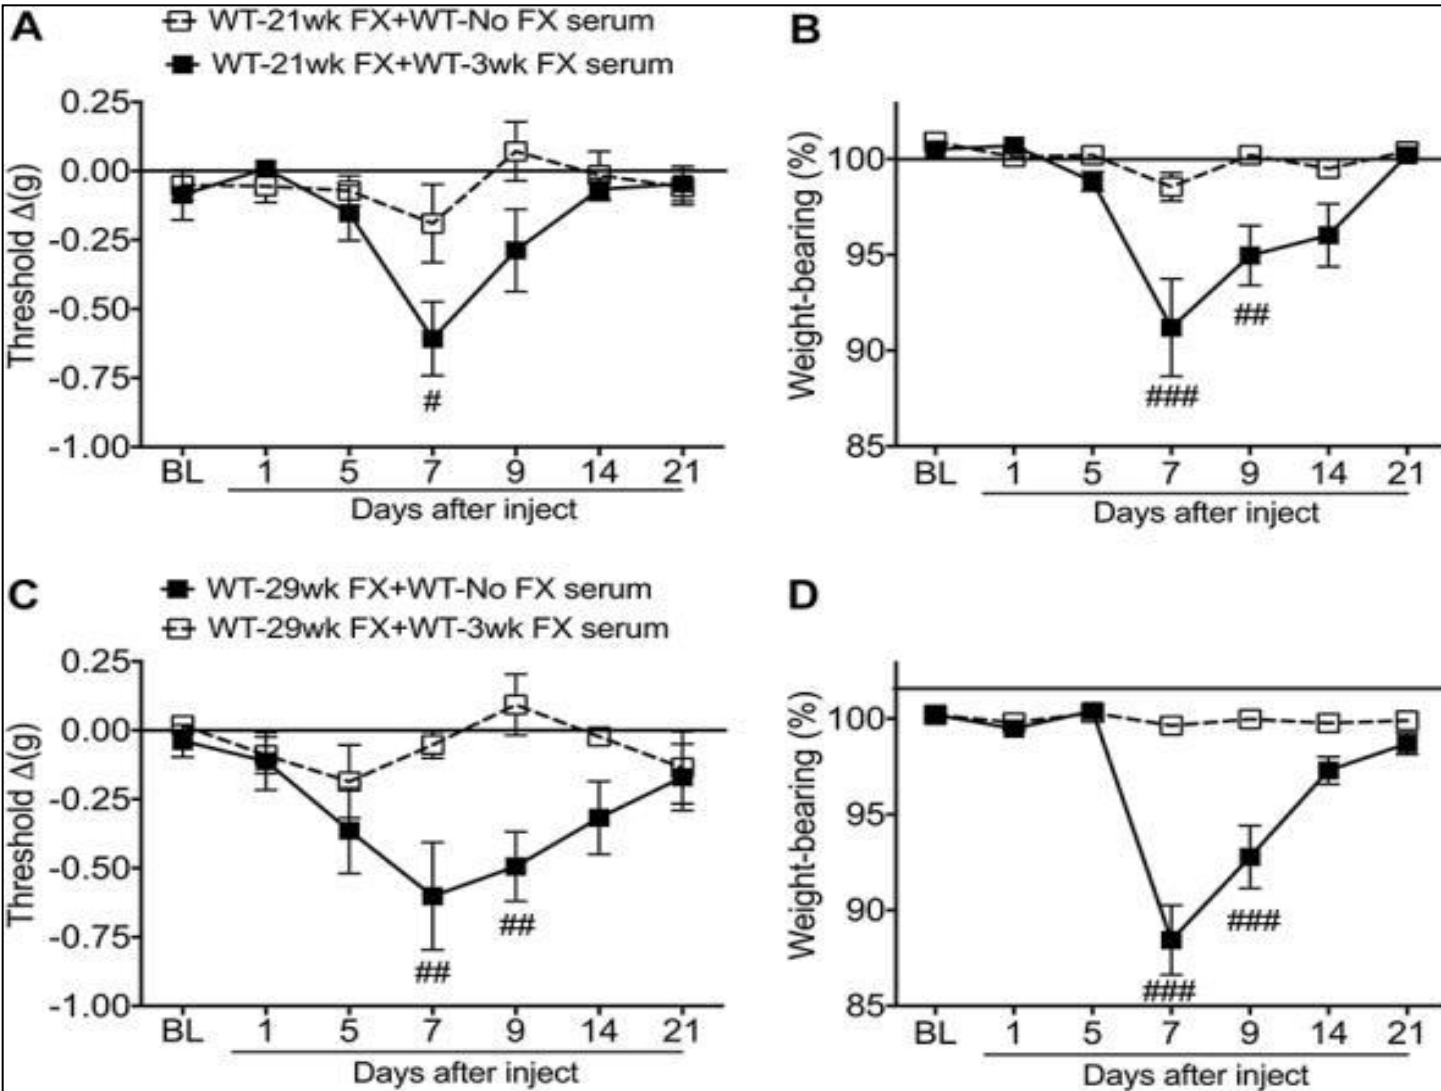 A
WT-21wk FX+WT-No FX serum
WT-21wk FX+WT-3wk FX serum
Threshold Δ(g)
0.25
0.00
-0.25
-0.50
-0.75
-1.00
#
BL 1 5 7 9 14 21
Days after inject
B
Weight-bearing (%)
100
95
90
85
###
##
BL 1 5 7 9 14 21
Days after inject
C
WT-29wk FX+WT-No FX serum
WT-29wk FX+WT-3wk FX serum
Threshold Δ(g)
0.25
0.00
-0.25
-0.50
-0.75
-1.00
##
##
BL 1 5 7 9 14 21
Days after inject
D
Weight-bearing (%)
100
95
90
85
###
###
BL 1 5 7 9 14 21
Days after inject